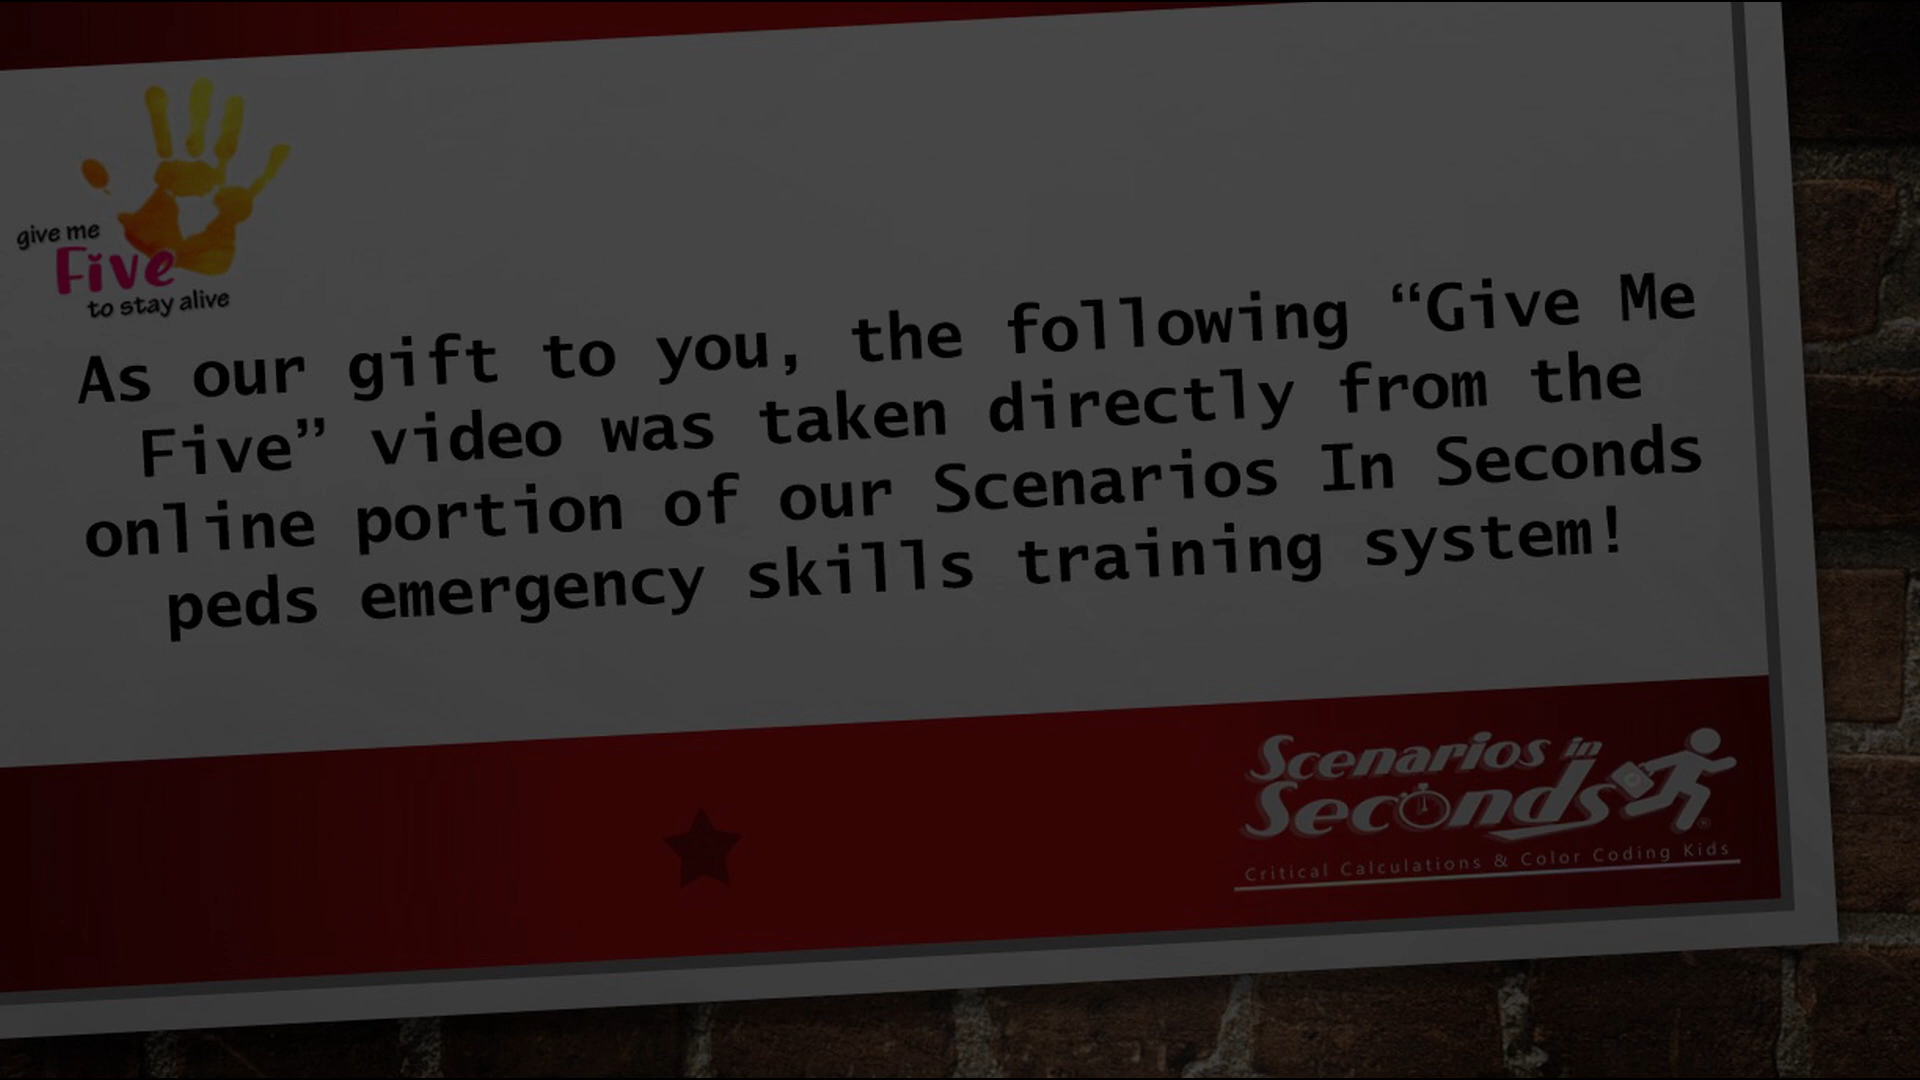 give me
Five
to stay alive
As our gift to you, the following “Give Me
Five” video was taken directly from the
online portion of our Scenarios In Seconds
peds emergency skills training system!
Scenarios in
Seconds
Critical Calculations & Color Coding Kids